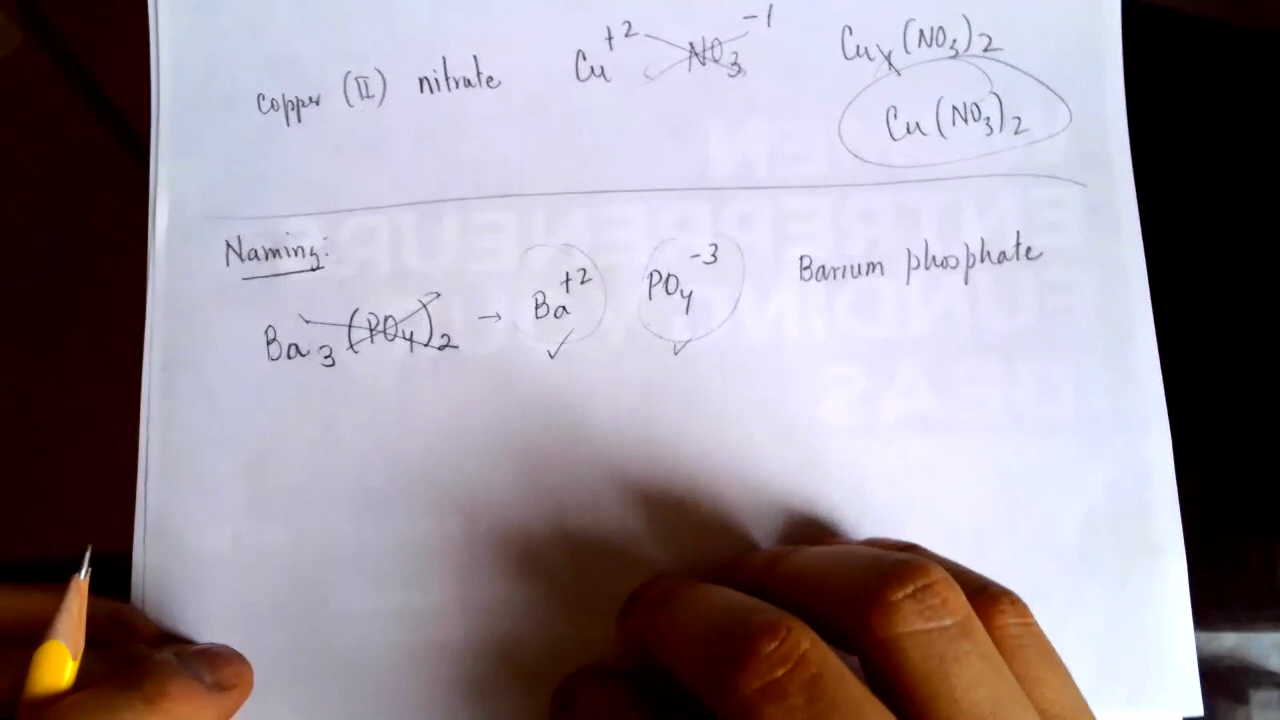 copper (II) nitrate Cu+2 NO3-1 Cux(NO3)2
Cu(NO3)2
Naming:
Ba3(PO4)2 → Ba+2 PO4-3 Barium phosphate